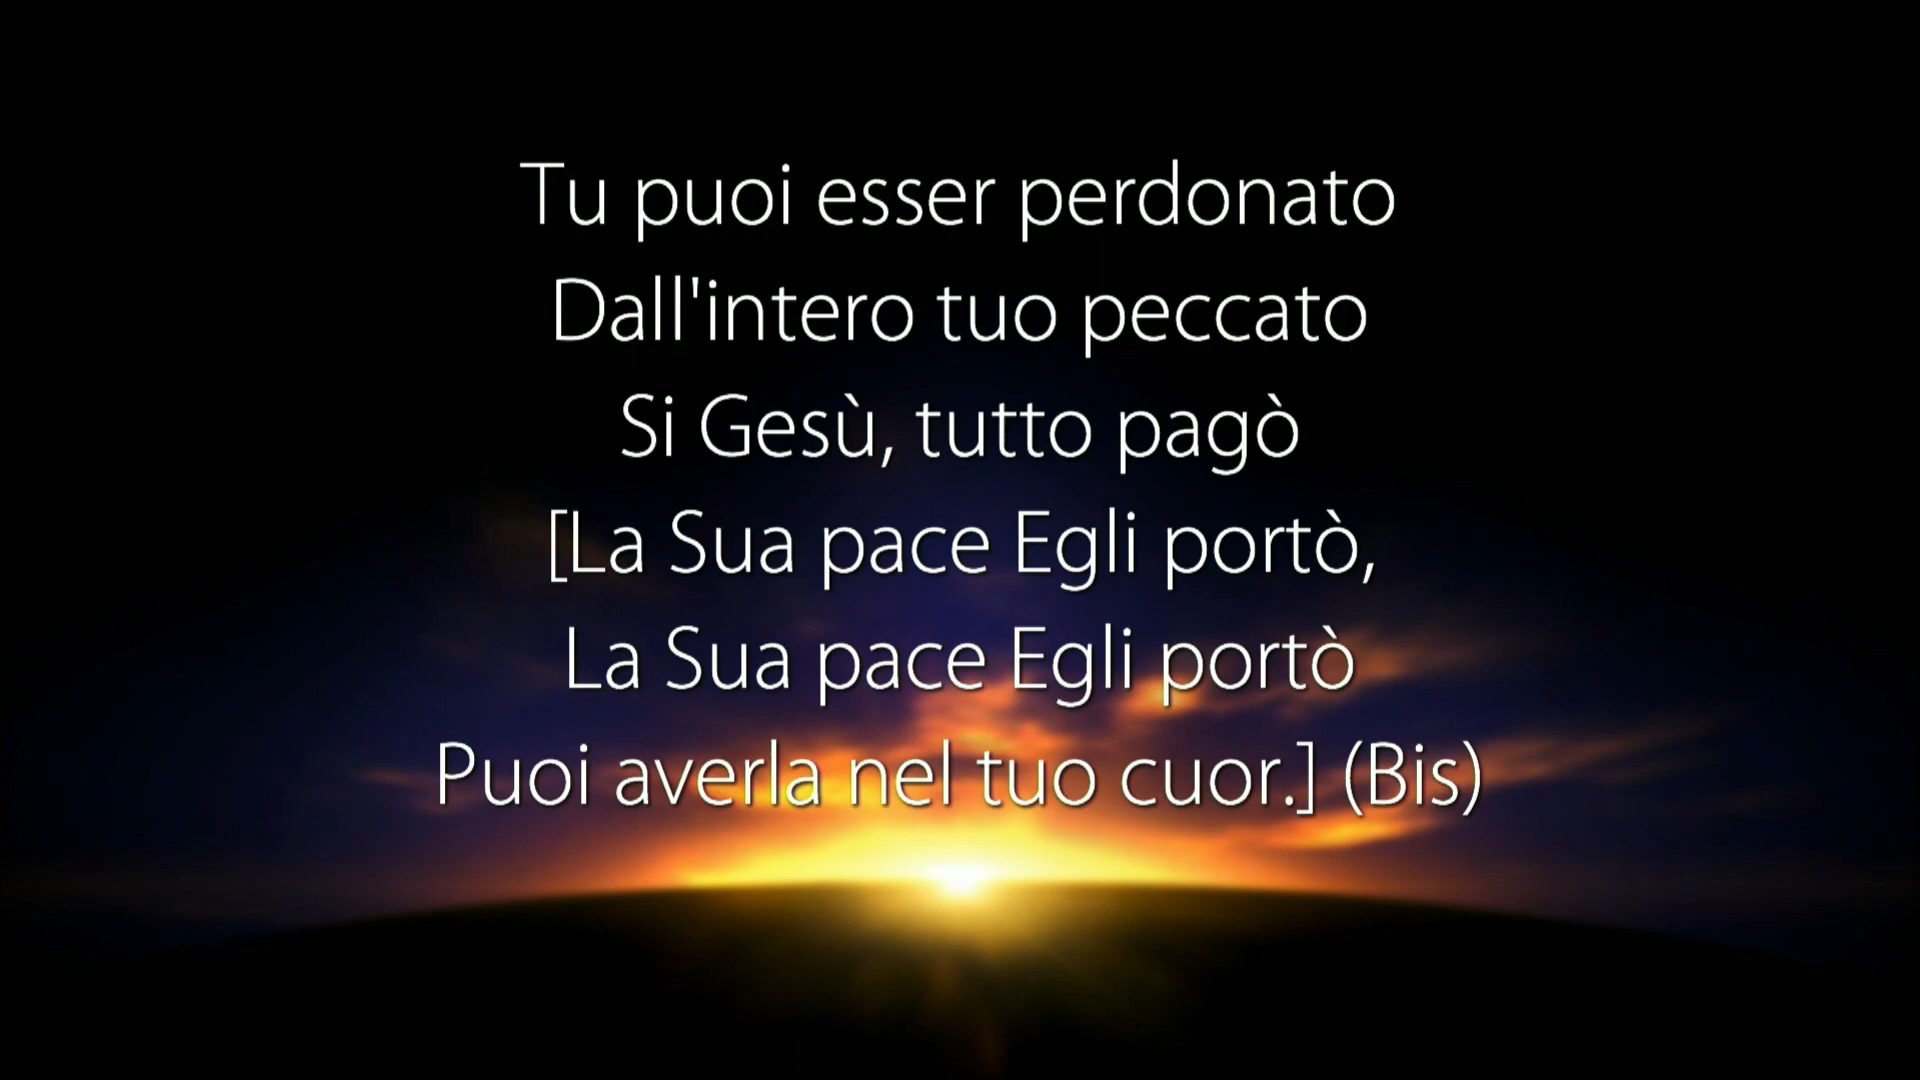 Tu puoi esser perdonato
Dall'intero tuo peccato
Si Gesù, tutto pagò
[La Sua pace Egli portò,
La Sua pace Egli portò
Puoi averla nel tuo cuor.] (Bis)